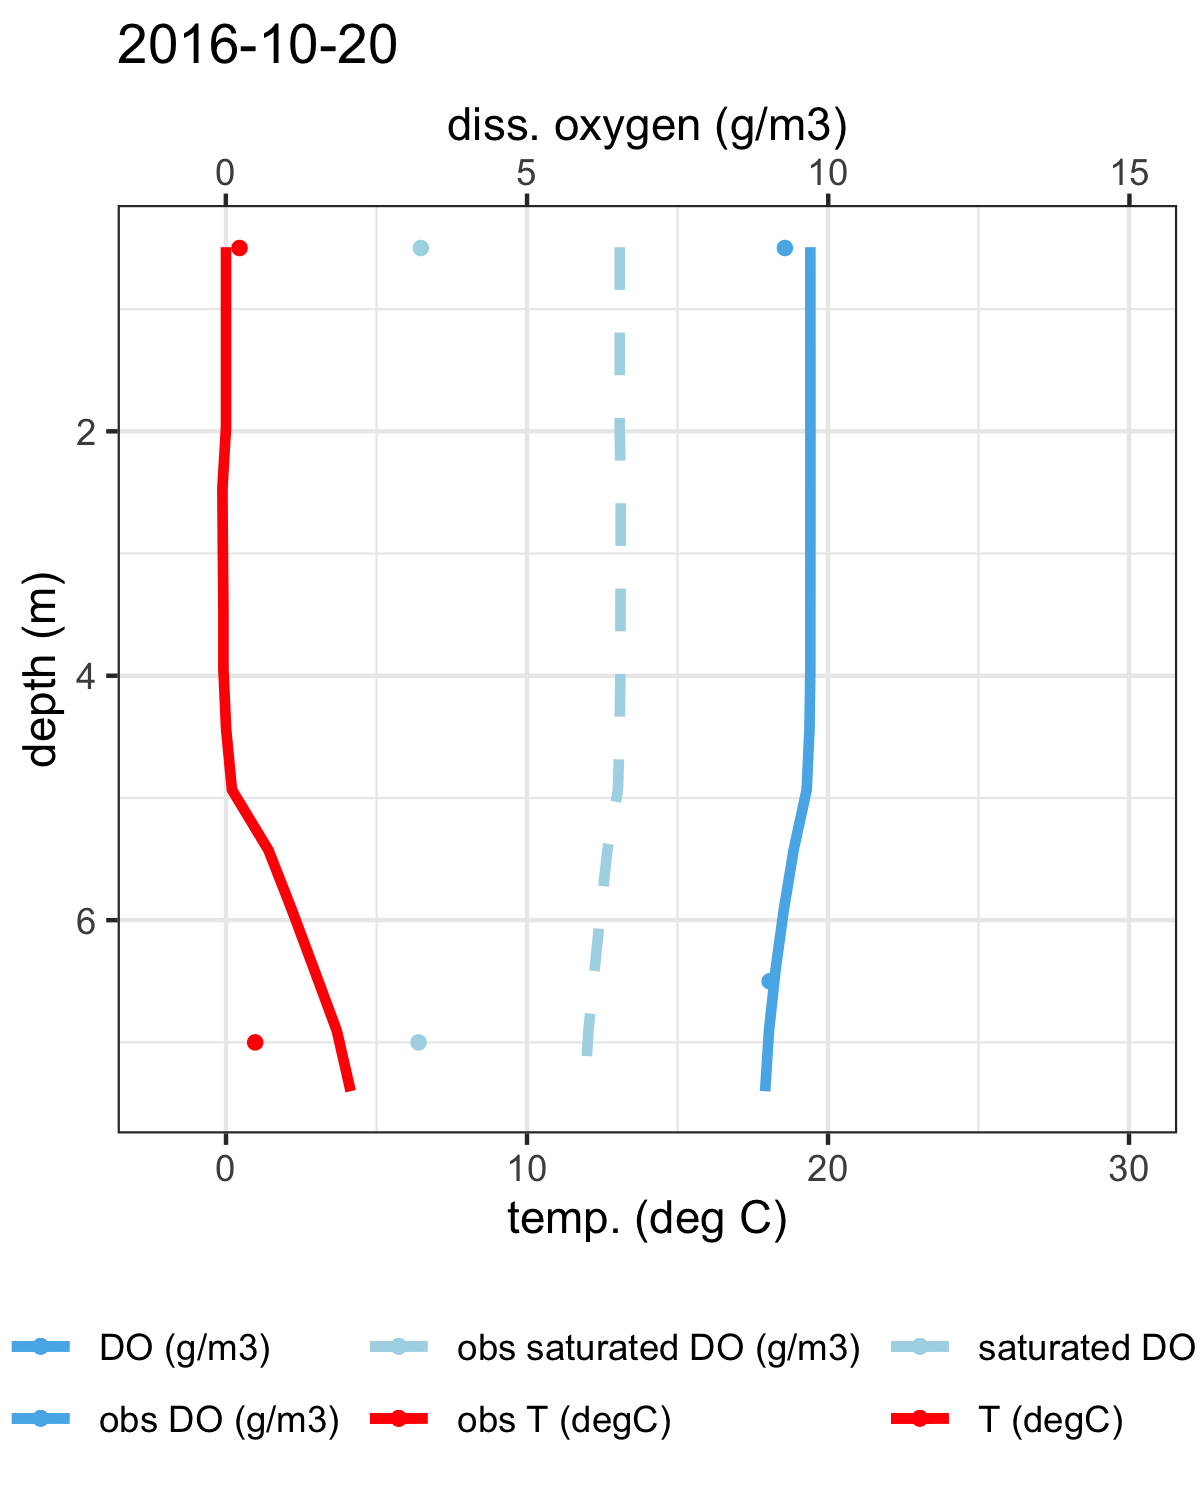 2016-10-20
diss. oxygen (g/m3)
0 5 10 15
2
4
6
depth (m)
0 10 20 30
temp. (deg C)
DO (g/m3) obs saturated DO (g/m3) saturated DO
obs DO (g/m3) obs T (degC) T (degC)